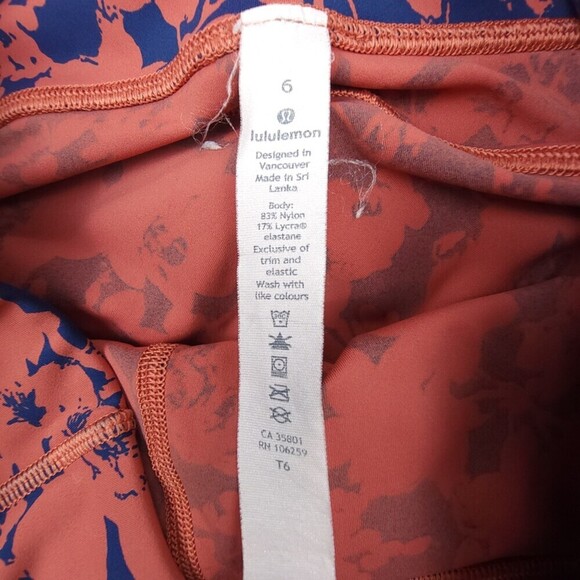 6
lululemon
Designed in
Vancouver
Made in Sri
Lanka
Body:
83% Nylon
17% Lycra®
elastane
Exclusive of
trim and
elastic
Wash with
like colours
CA 35801
RN 106259
T6